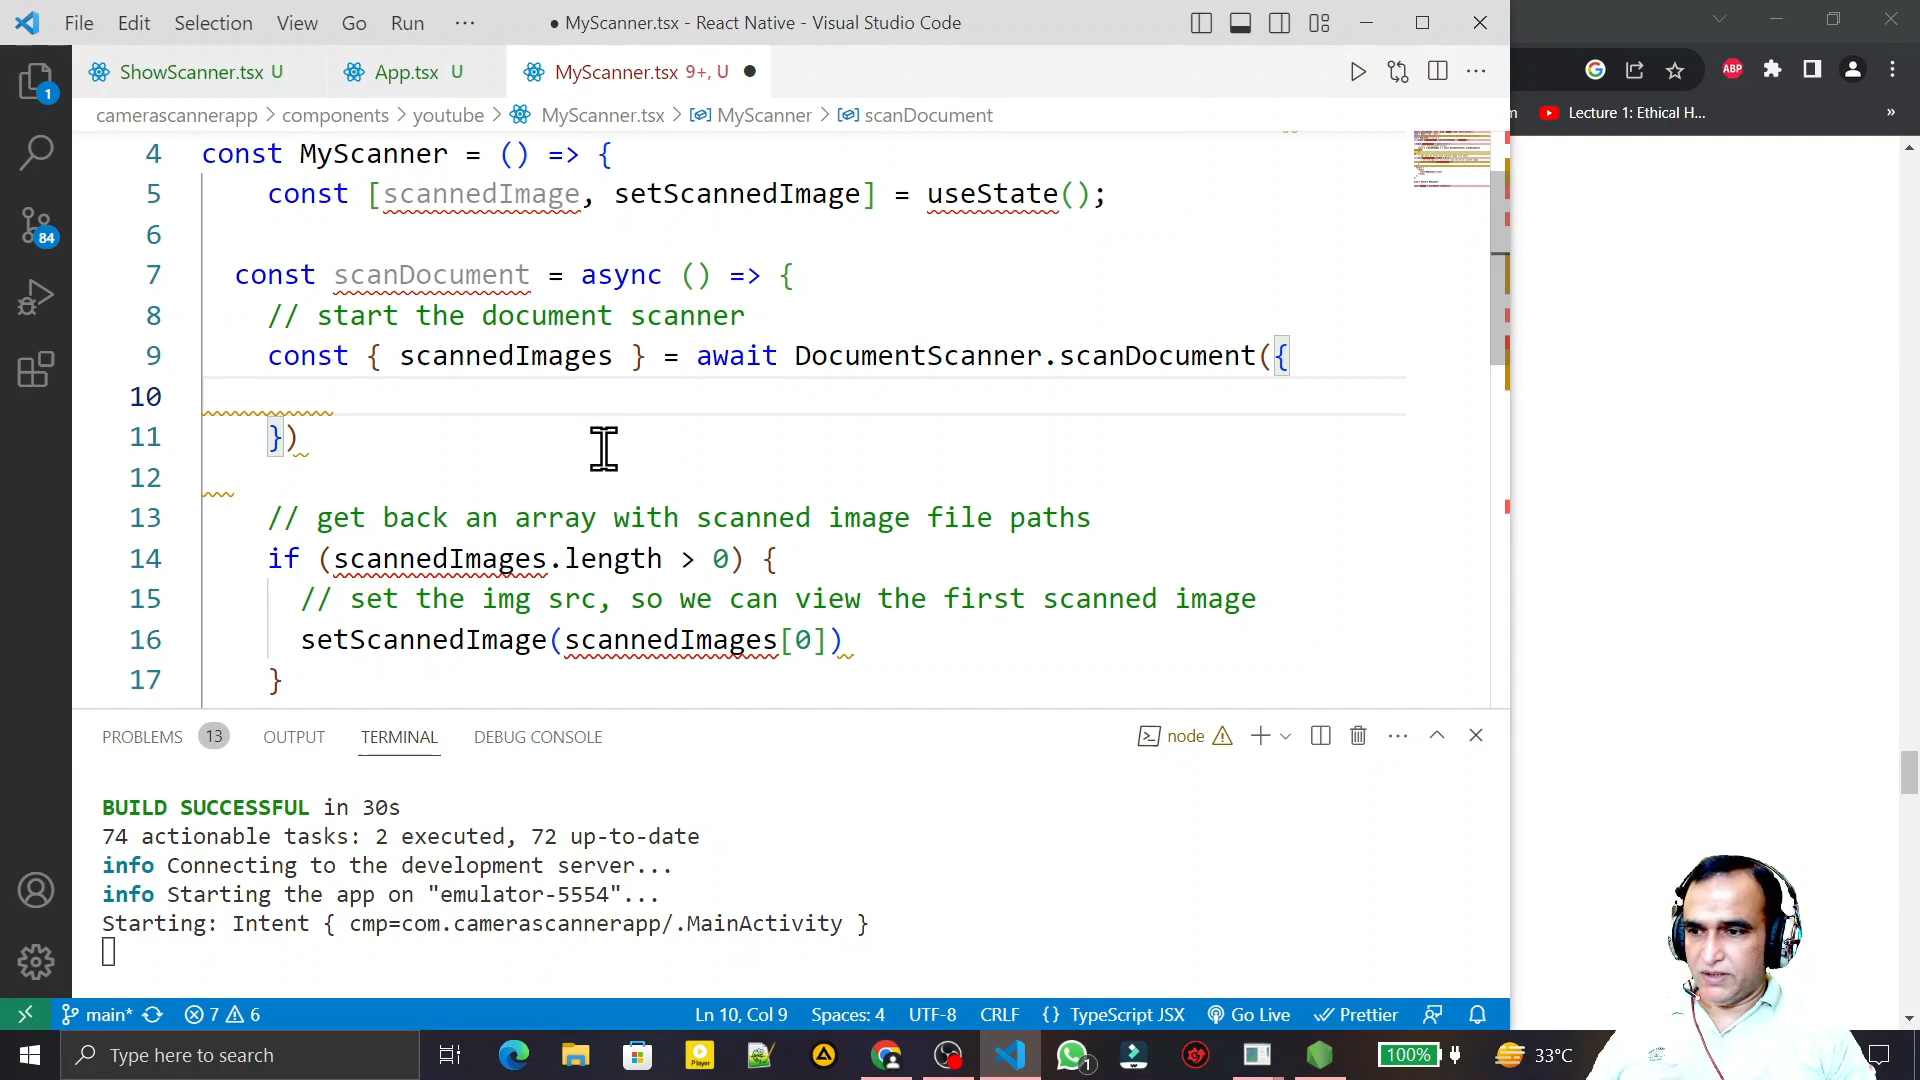 File Edit Selection View Go Run ··· ● MyScanner.tsx - React Native - Visual Studio Code
ShowScanner.tsx U App.tsx U MyScanner.tsx 9+, U ●
camerascannerapp > components > youtube > MyScanner.tsx > MyScanner > scanDocument
ABP
Lecture 1: Ethical H... »
4 const MyScanner = () => {
5 const [scannedImage, setScannedImage] = useState();
6
7 const scanDocument = async () => {
8 // start the document scanner
9 const { scannedImages } = await DocumentScanner.scanDocument({
10
11 })
12
13 // get back an array with scanned image file paths
14 if (scannedImages.length > 0) {
15 // set the img src, so we can view the first scanned image
16 setScannedImage(scannedImages[0])
17 }
1
84
PROBLEMS 13 OUTPUT TERMINAL DEBUG CONSOLE node
BUILD SUCCESSFUL in 30s
74 actionable tasks: 2 executed, 72 up-to-date
info Connecting to the development server...
info Starting the app on "emulator-5554"...
Starting: Intent { cmp=com.camerascannerapp/.MainActivity }
main* 7 6 Ln 10, Col 9 Spaces: 4 UTF-8 CRLF {} TypeScript JSX Go Live Prettier
Type here to search Player 1 100% 33°C